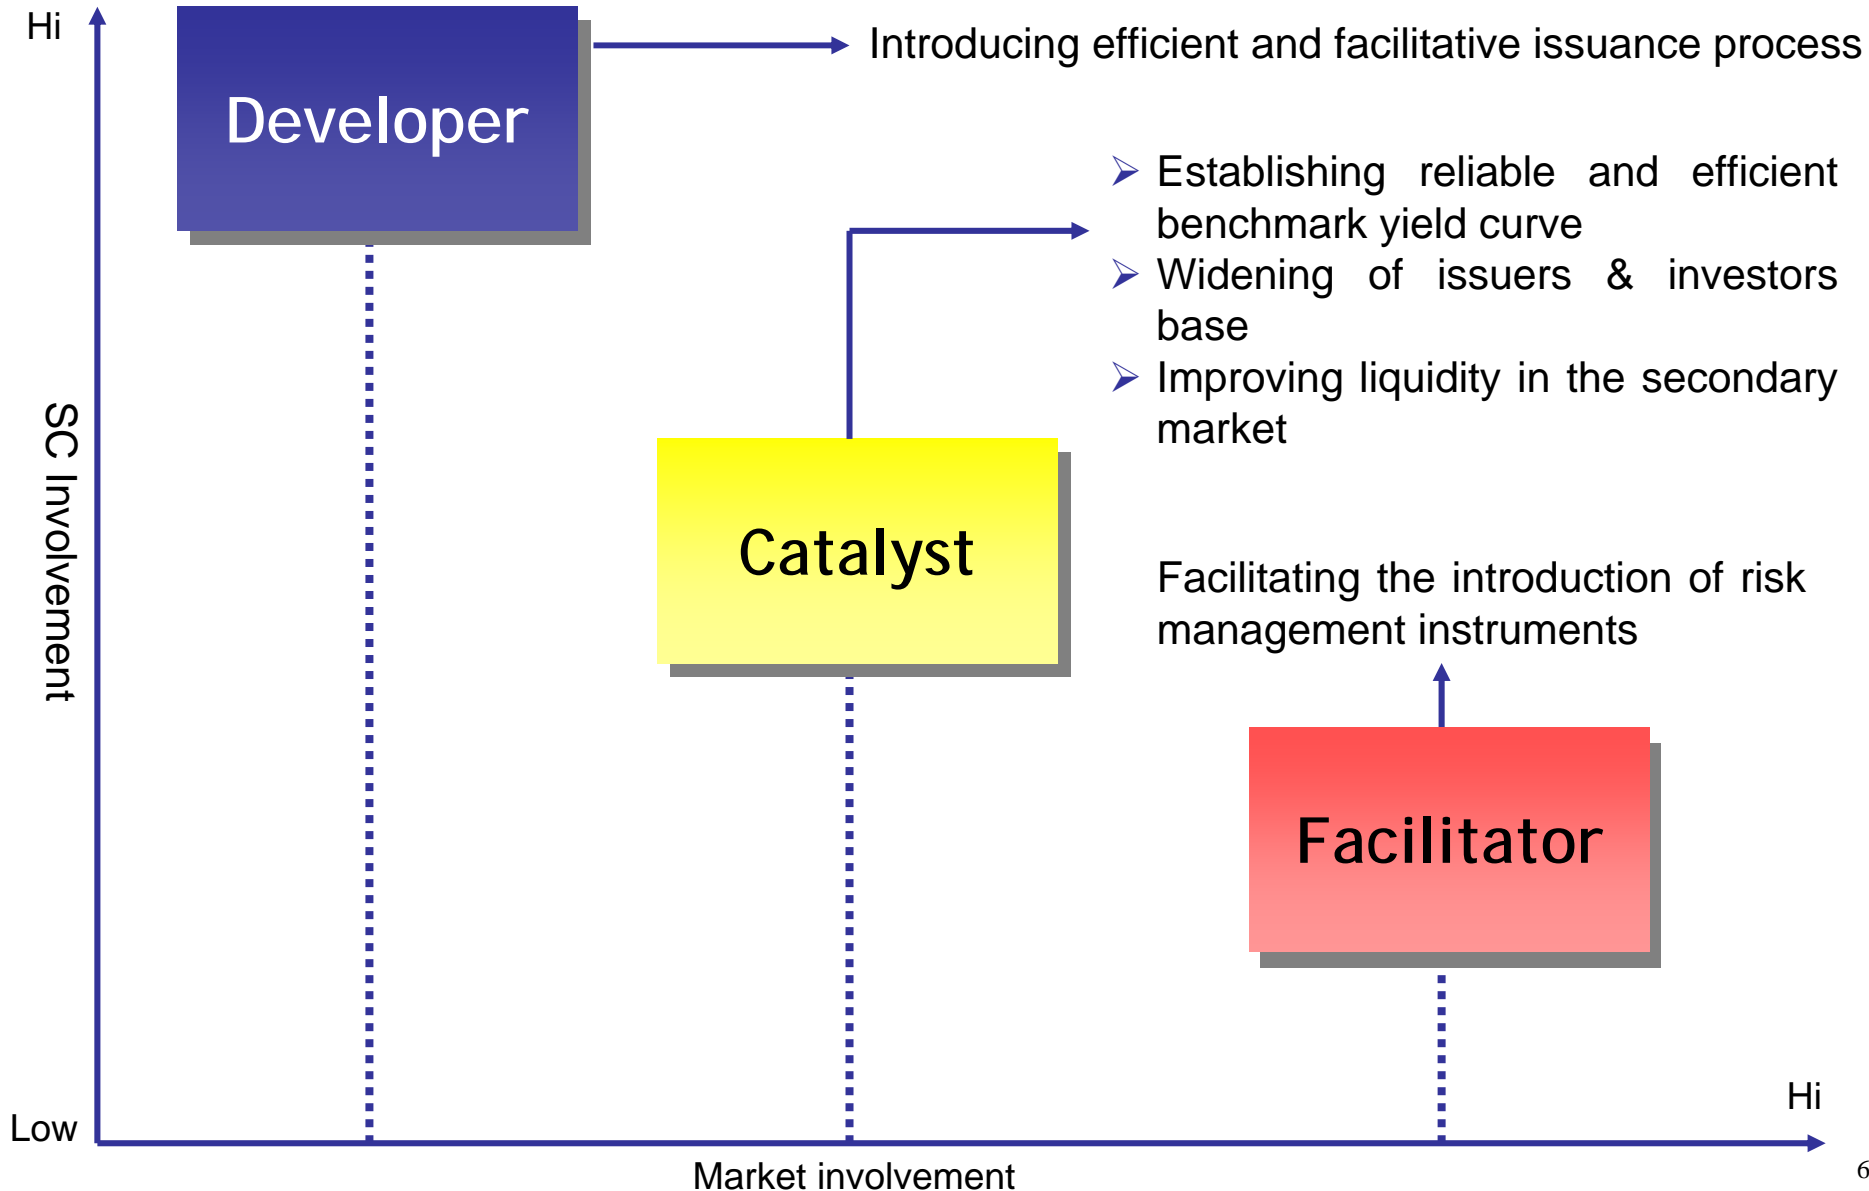 Hi
Developer
Introducing efficient and facilitative issuance process
Establishing reliable and efficient
benchmark yield curve
Widening of issuers & investors
base
Improving liquidity in the secondary
market
SC Involvement
Catalyst
Facilitating the introduction of risk
management instruments
Facilitator
Hi
Low
Market involvement
6